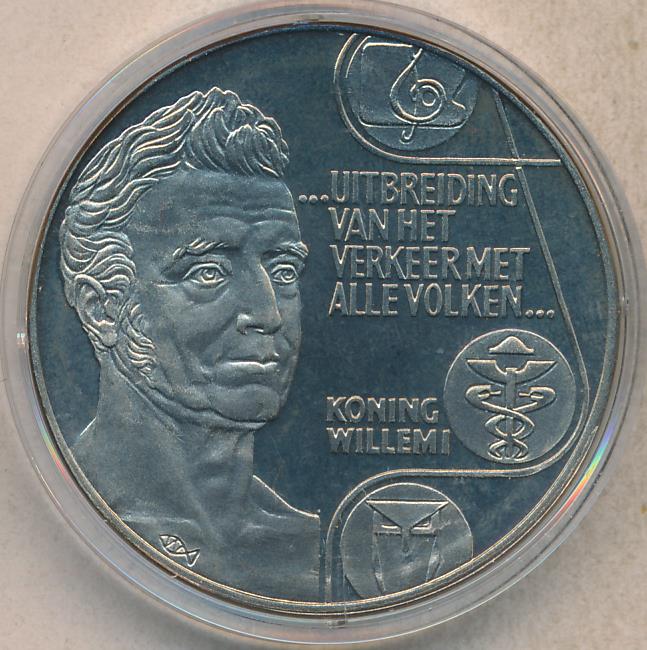 ...UITBREIDING
VAN HET
VERKEER MET
ALLE VOLKEN...
KONING
WILLEM I